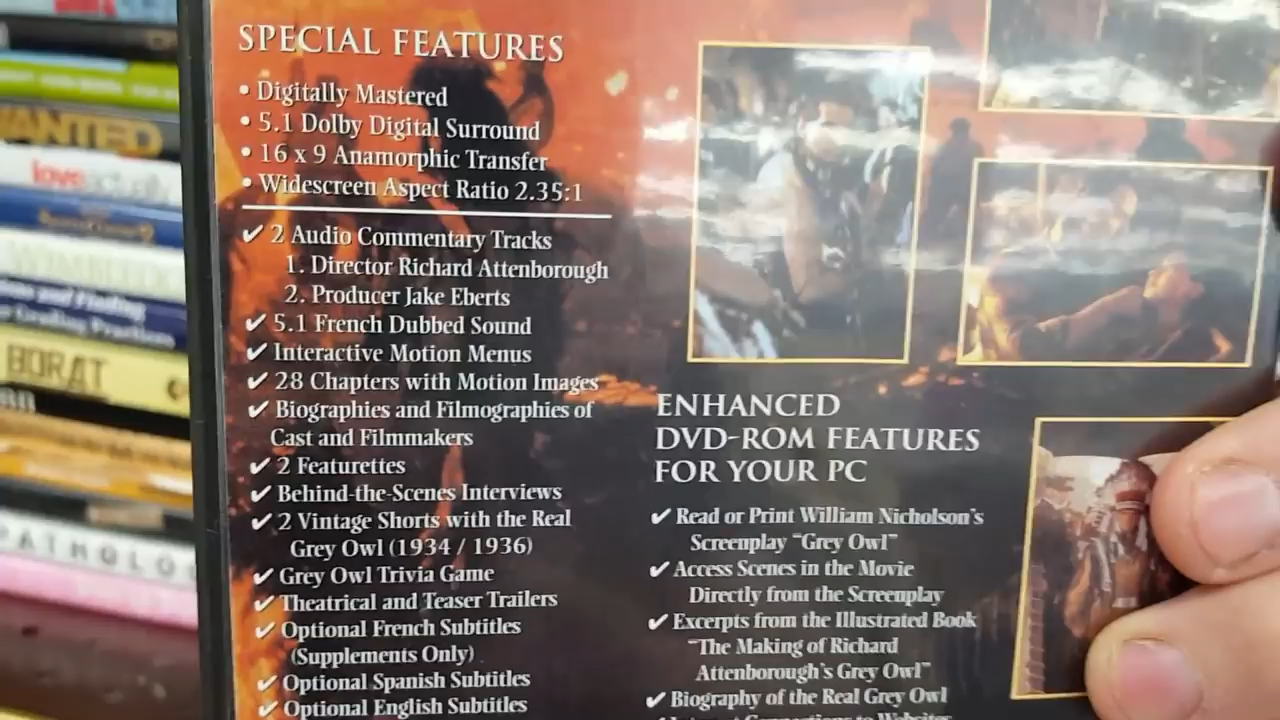 SPECIAL FEATURES
• Digitally Mastered
• 5.1 Dolby Digital Surround
• 16 x 9 Anamorphic Transfer
• Widescreen Aspect Ratio 2.35:1
✔ 2 Audio Commentary Tracks
1. Director Richard Attenborough
2. Producer Jake Eberts
✔ 5.1 French Dubbed Sound
✔ Interactive Motion Menus
✔ 28 Chapters with Motion Images
✔ Biographies and Filmographies of
Cast and Filmmakers
✔ 2 Featurettes
✔ Behind-the-Scenes Interviews
✔ 2 Vintage Shorts with the Real
Grey Owl (1934 / 1936)
✔ Grey Owl Trivia Game
✔ Theatrical and Teaser Trailers
✔ Optional French Subtitles
(Supplements Only)
✔ Optional Spanish Subtitles
✔ Optional English Subtitles
ENHANCED
DVD-ROM FEATURES
FOR YOUR PC
✔ Read or Print William Nicholson's
Screenplay "Grey Owl"
✔ Access Scenes in the Movie
Directly from the Screenplay
✔ Excerpts from the Illustrated Book
"The Making of Richard
Attenborough's Grey Owl"
✔ Biography of the Real Grey Owl
WANTED
love actually
and Finding
Grading Practices
BORAT
PATHOLO